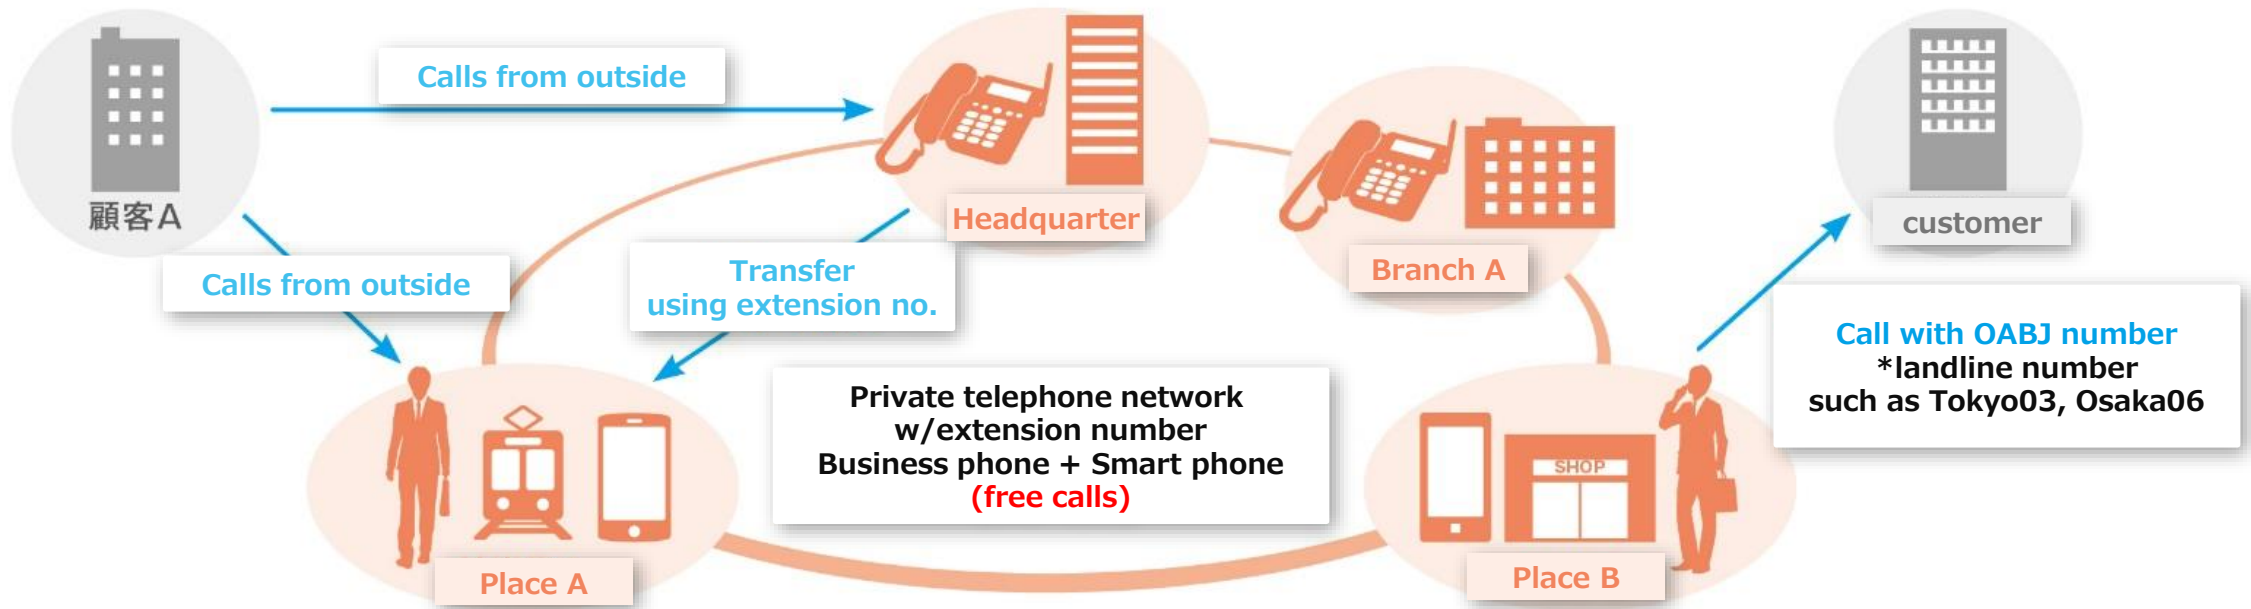 Calls from outside
顧客A
Calls from outside
Headquarter
Transfer
using extension no.
Branch A
customer
Call with OABJ number
*landline number
such as Tokyo03, Osaka06
Private telephone network
w/extension number
Business phone + Smart phone
(free calls)
SHOP
Place A
Place B